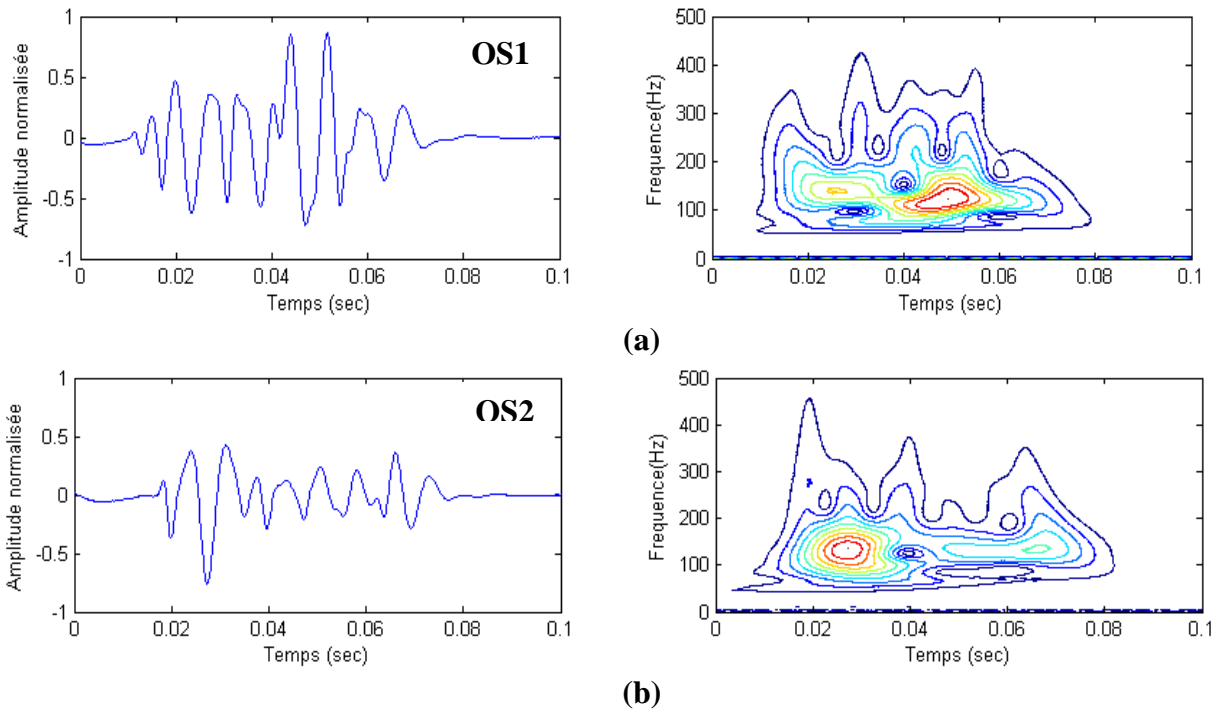 1
0.5
0
-0.5
-1
Amplitude normalisée
OS1
0 0.02 0.04 0.06 0.08 0.1
Temps (sec)
500
400
300
200
100
0
Frequence(Hz)
0 0.02 0.04 0.06 0.08 0.1
Temps (sec)
(a)
1
0.5
0
-0.5
-1
Amplitude normalisée
OS2
0 0.02 0.04 0.06 0.08 0.1
Temps (sec)
500
400
300
200
100
0
Frequence(Hz)
0 0.02 0.04 0.06 0.08 0.1
Temps (sec)
(b)